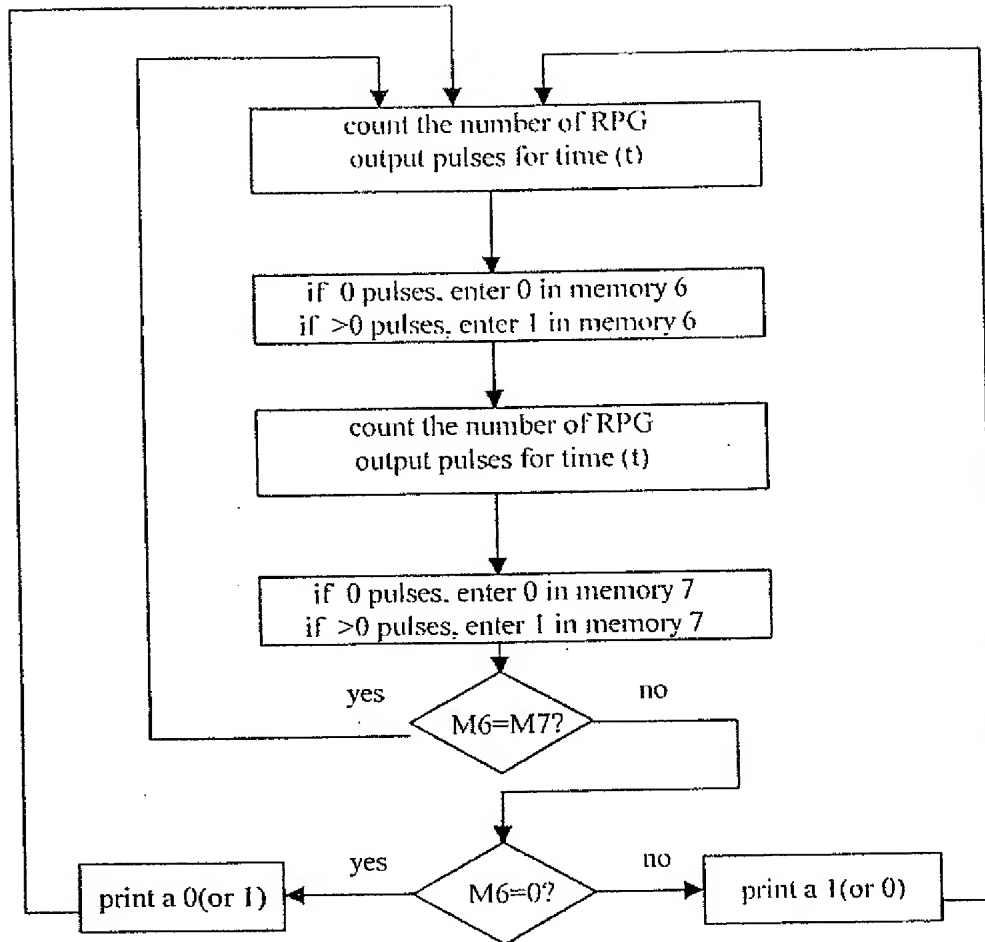 count the number of RPG
output pulses for time (t)
if 0 pulses, enter 0 in memory 6
if >0 pulses, enter 1 in memory 6
count the number of RPG
output pulses for time (t)
if 0 pulses, enter 0 in memory 7
if >0 pulses, enter 1 in memory 7
yes
no
M6=M7?
yes
no
print a 0(or 1)
M6=0?
print a 1(or 0)